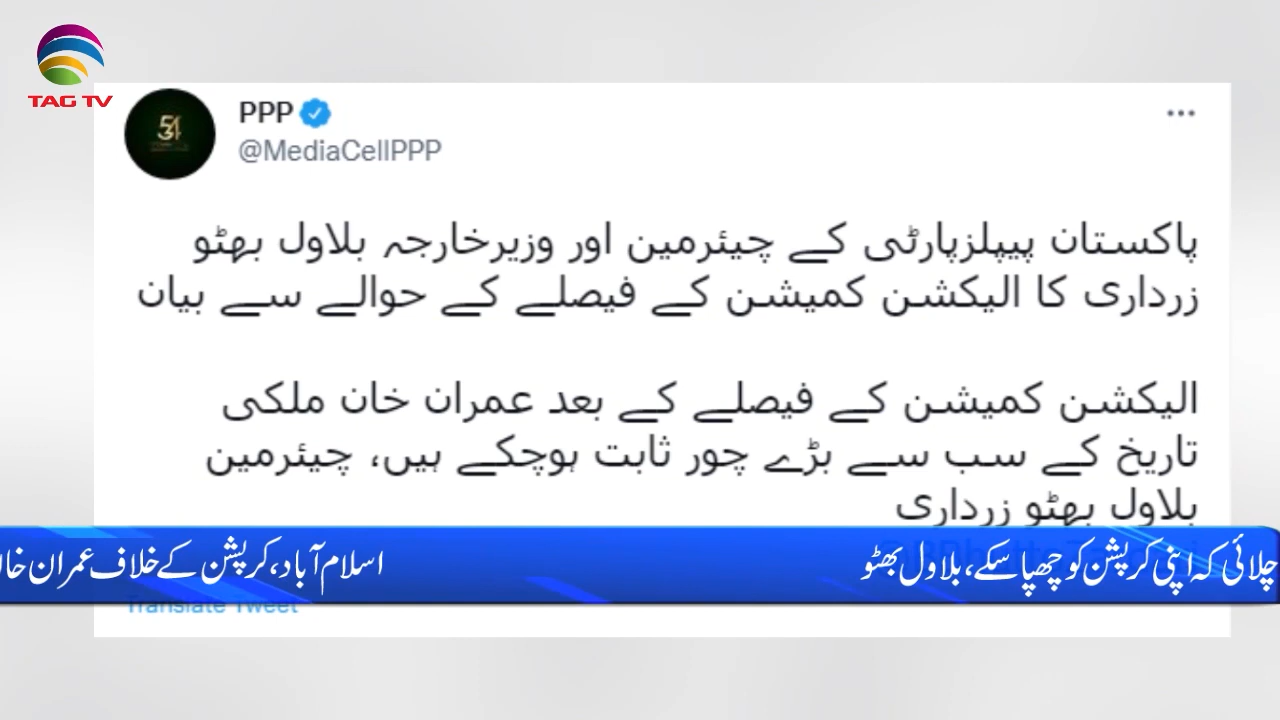 TAG TV
54
PPP
@MediaCellPPP
پاکستان پیپلزپارٹی کے چیئرمین اور وزیرخارجہ بلاول بھٹو
زرداری کا الیکشن کمیشن کے فیصلے کے حوالے سے بیان
الیکشن کمیشن کے فیصلے کے بعد عمران خان ملکی
تاریخ کے سب سے بڑے چور ثابت ہوچکے ہیں، چیئرمین
بلاول بھٹو زرداری
چلائی کہ اپنی کرپشن کو چھپا سکے، بلاول بھٹو
اسلام آباد، کرپشن کے خلاف عمران خان
Translate Tweet